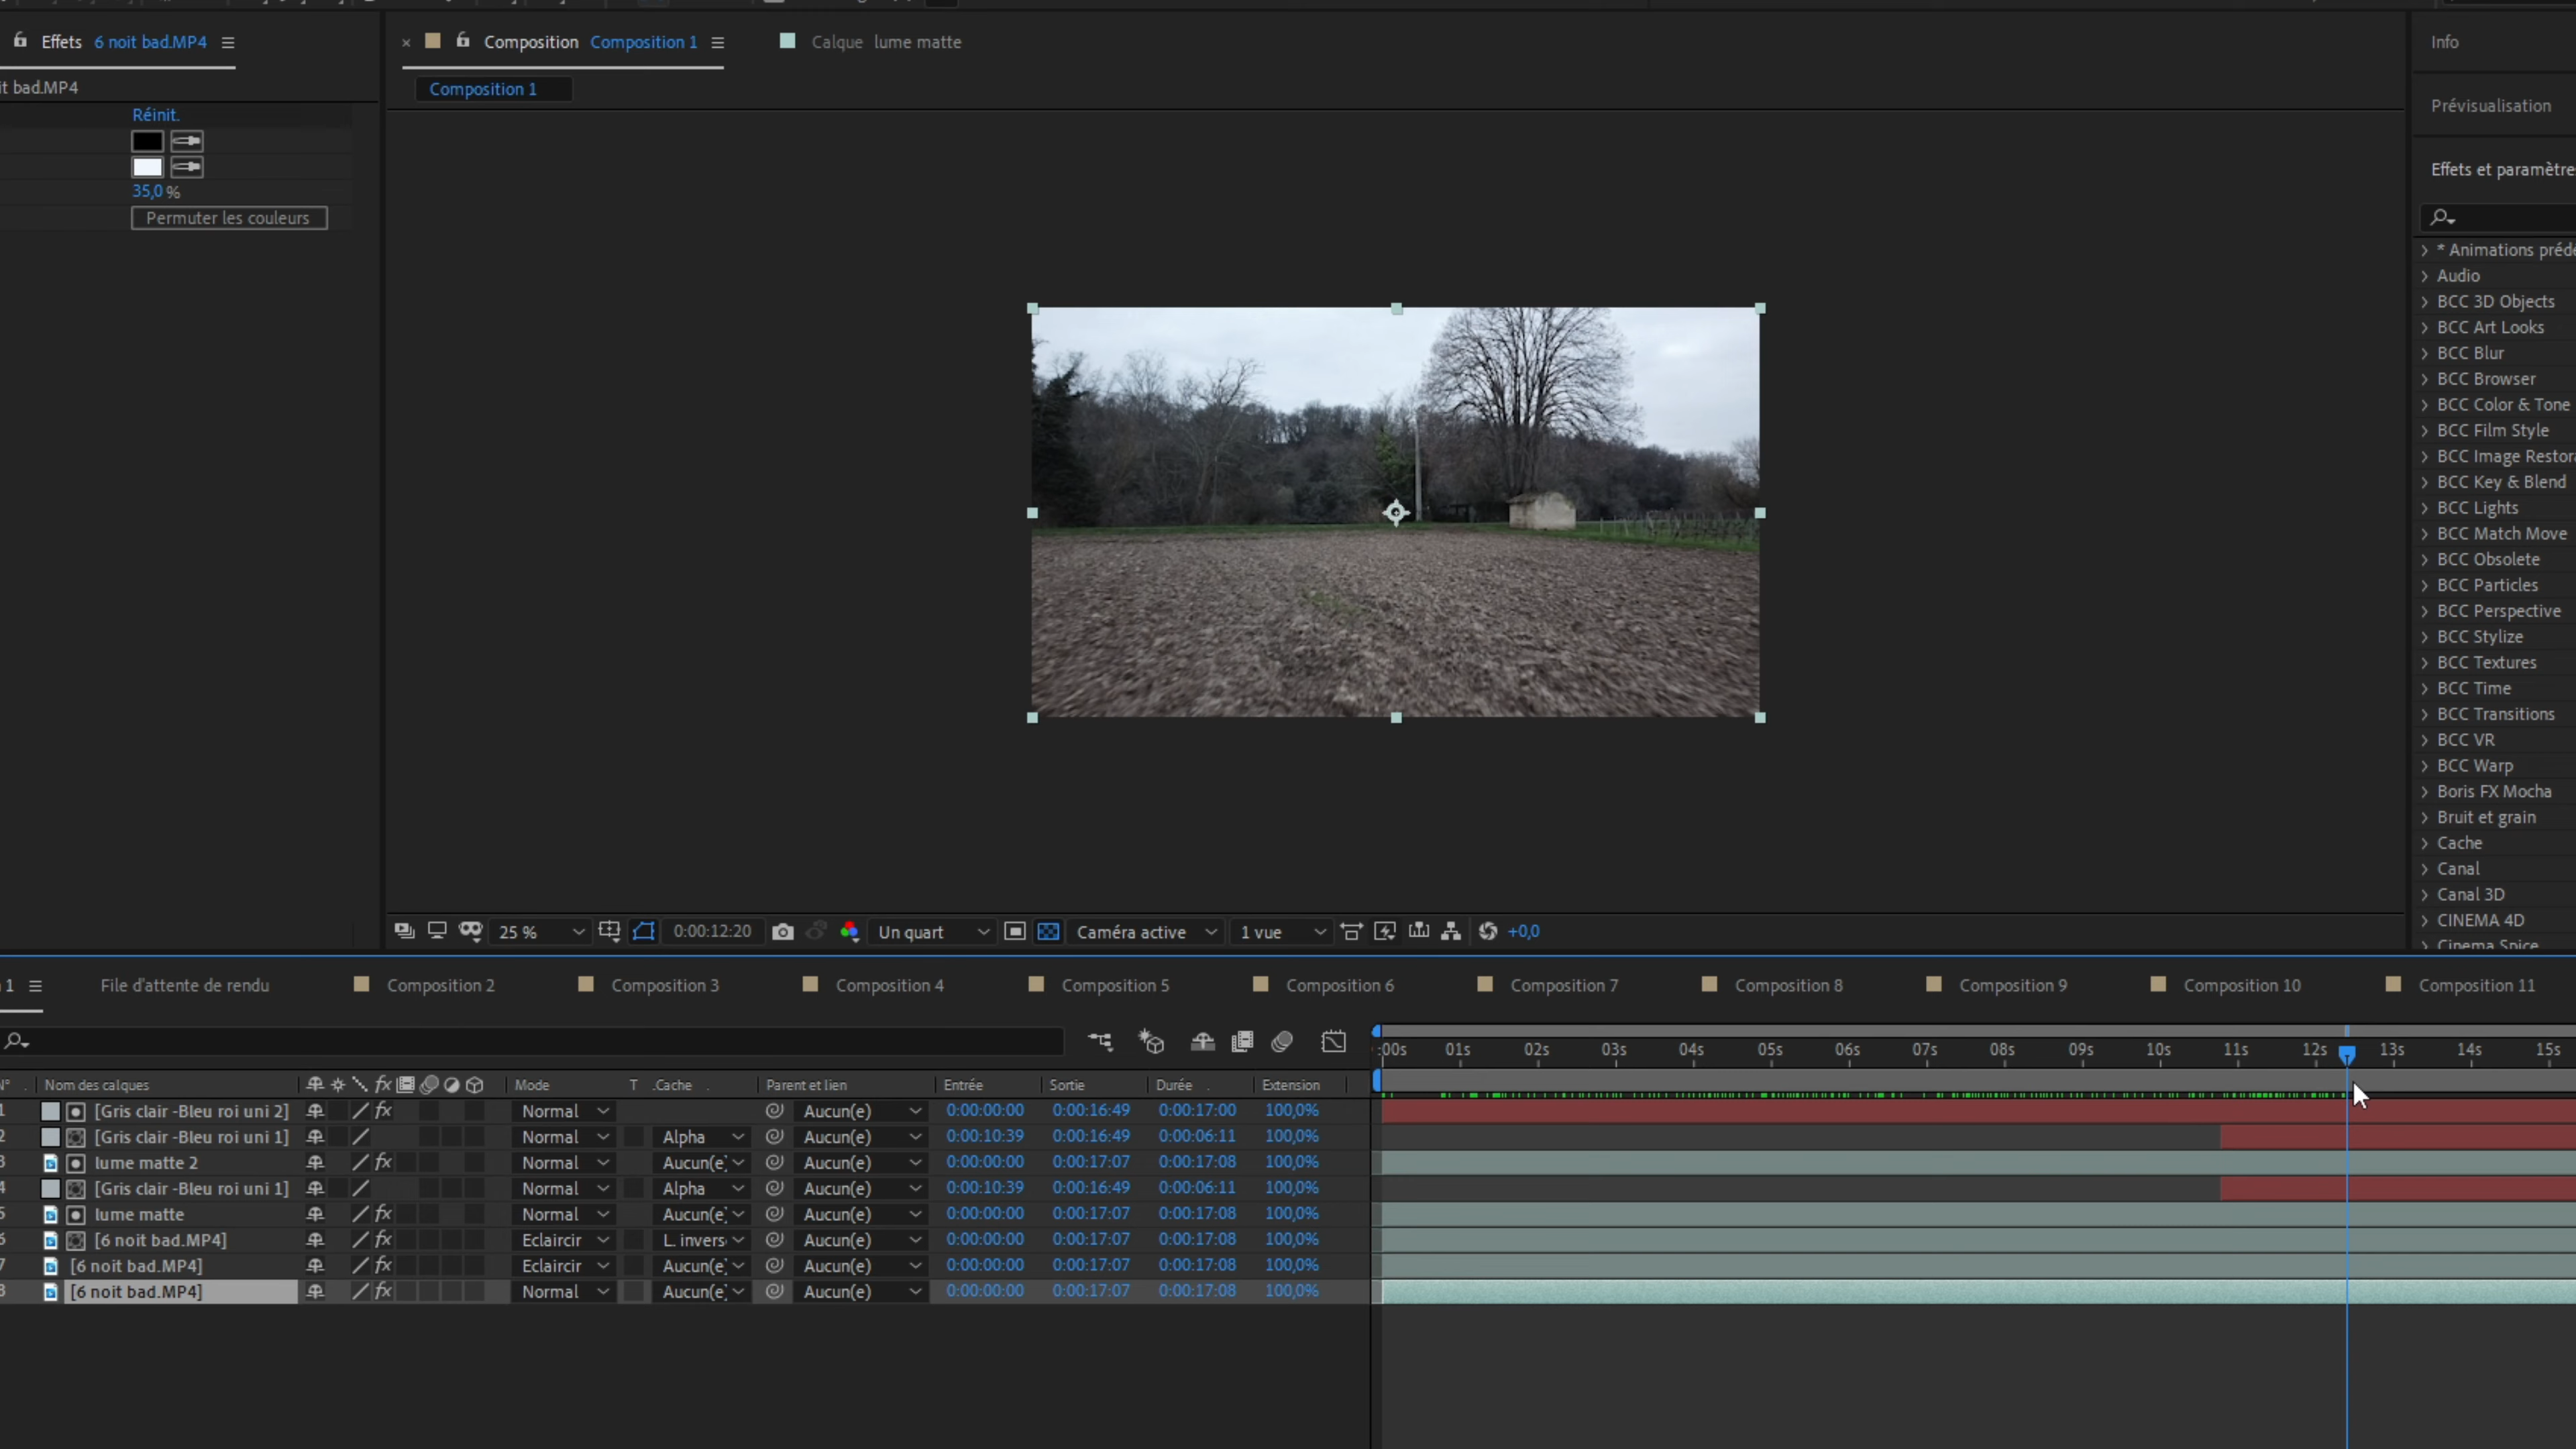 Effets 6 noit bad.MP4
Composition Composition 1
Calque lume matte
Info
it bad.MP4
Composition 1
Prévisualisation
Réinit.
35,0 %
Permuter les couleurs
Effets et paramètre
* Animations préd
Audio
BCC 3D Objects
BCC Art Looks
BCC Blur
BCC Browser
BCC Color & Tone
BCC Film Style
BCC Image Restor
BCC Key & Blend
BCC Lights
BCC Match Move
BCC Obsolete
BCC Particles
BCC Perspective
BCC Stylize
BCC Textures
BCC Time
BCC Transitions
BCC VR
BCC Warp
Boris FX Mocha
Bruit et grain
Cache
Canal
Canal 3D
CINEMA 4D
Cinema Spice
25 % 0:00:12:20 Un quart Caméra active 1 vue +0,0
1 File d'attente de rendu Composition 2 Composition 3 Composition 4 Composition 5 Composition 6 Composition 7 Composition 8 Composition 9 Composition 10 Composition 11
:00s 01s 02s 03s 04s 05s 06s 07s 08s 09s 10s 11s 12s 13s 14s 15s
N° Nom des calques fx Mode T .Cache Parent et lien Entrée Sortie Durée Extension
1 [Gris clair -Bleu roi uni 2] fx Normal Aucun(e) 0:00:00:00 0:00:16:49 0:00:17:00 100,0%
2 [Gris clair -Bleu roi uni 1] Normal Alpha Aucun(e) 0:00:10:39 0:00:16:49 0:00:06:11 100,0%
3 lume matte 2 fx Normal Aucun(e) Aucun(e) 0:00:00:00 0:00:17:07 0:00:17:08 100,0%
4 [Gris clair -Bleu roi uni 1] Normal Alpha Aucun(e) 0:00:10:39 0:00:16:49 0:00:06:11 100,0%
5 lume matte fx Normal Aucun(e) Aucun(e) 0:00:00:00 0:00:17:07 0:00:17:08 100,0%
6 [6 noit bad.MP4] fx Eclaircir L. invers Aucun(e) 0:00:00:00 0:00:17:07 0:00:17:08 100,0%
7 [6 noit bad.MP4] fx Eclaircir Aucun(e) Aucun(e) 0:00:00:00 0:00:17:07 0:00:17:08 100,0%
8 [6 noit bad.MP4] fx Normal Aucun(e) Aucun(e) 0:00:00:00 0:00:17:07 0:00:17:08 100,0%